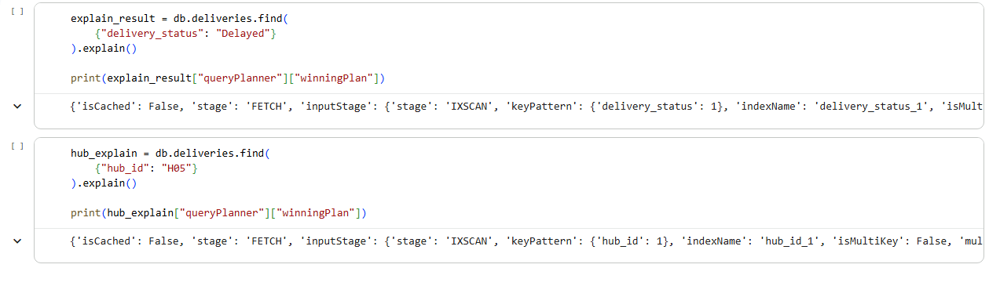 [ ]
explain_result = db.deliveries.find(
    {"delivery_status": "Delayed"}
).explain()
print(explain_result["queryPlanner"]["winningPlan"])
{'isCached': False, 'stage': 'FETCH', 'inputStage': {'stage': 'IXSCAN', 'keyPattern': {'delivery_status': 1}, 'indexName': 'delivery_status_1', 'isMult
[ ]
hub_explain = db.deliveries.find(
    {"hub_id": "H05"}
).explain()
print(hub_explain["queryPlanner"]["winningPlan"])
{'isCached': False, 'stage': 'FETCH', 'inputStage': {'stage': 'IXSCAN', 'keyPattern': {'hub_id': 1}, 'indexName': 'hub_id_1', 'isMultiKey': False, 'mul